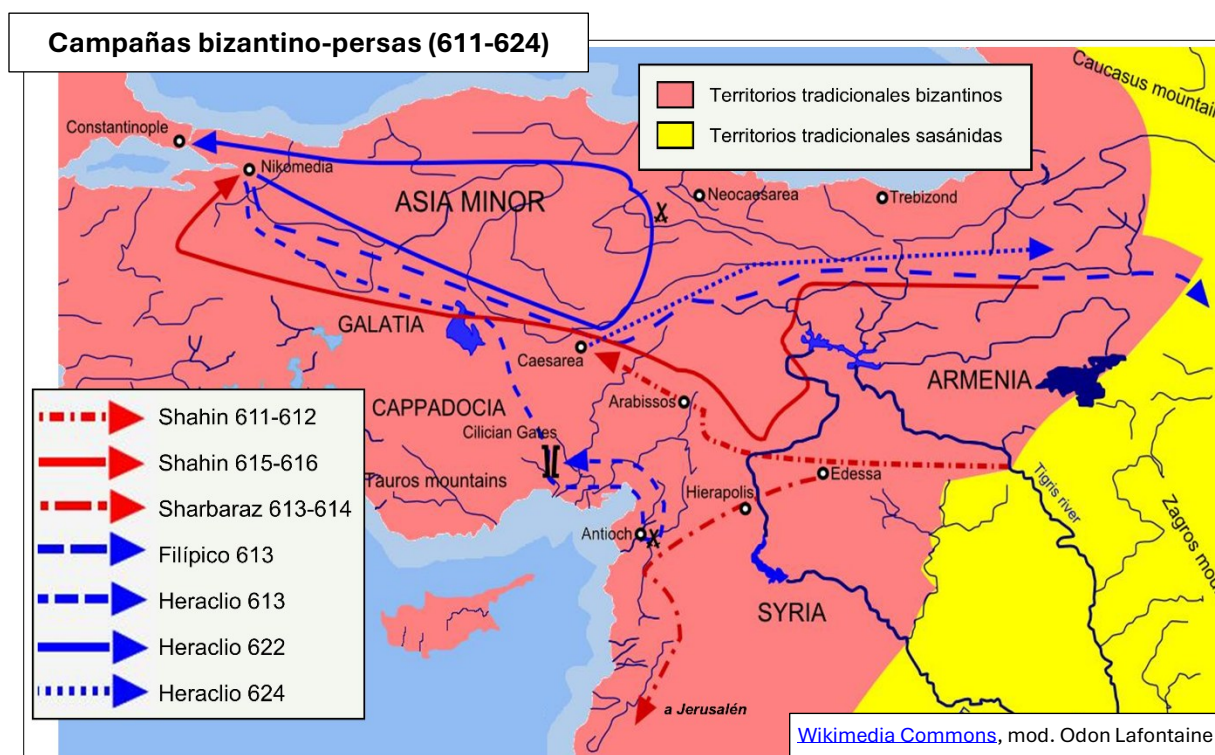 Campañas bizantino-persas (611-624)
Territorios tradicionales bizantinos
Territorios tradicionales sasánidas
Caucasus mountain
Constantinople
Nikomedia
ASIA MINOR
Neocaesarea
Trebizond
GALATIA
Caesarea
ARMENIA
CAPPADOCIA
Arabissos
Cilician Gates
Tauros mountains
Hierapolis
Edessa
Tigris river
Zagros mou
Antioch
SYRIA
a Jerusalén
Shahin 611-612
Shahin 615-616
Sharbaraz 613-614
Filípico 613
Heraclio 613
Heraclio 622
Heraclio 624
Wikimedia Commons, mod. Odon Lafontaine